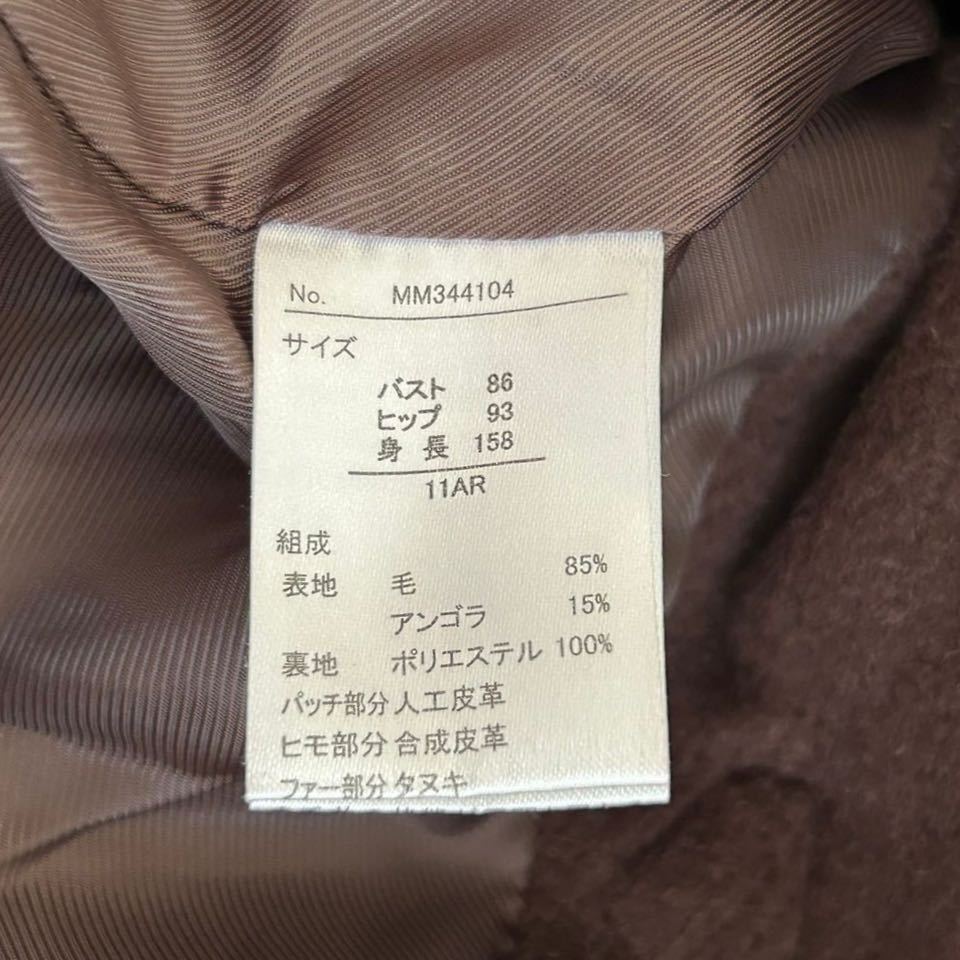 No. MM344104
サイズ
バスト 86
ヒップ 93
身長 158
11AR
組成
表地 毛 85%
アンゴラ 15%
裏地 ポリエステル 100%
パッチ部分 人工皮革
ヒモ部分 合成皮革
ファー部分 タヌキ